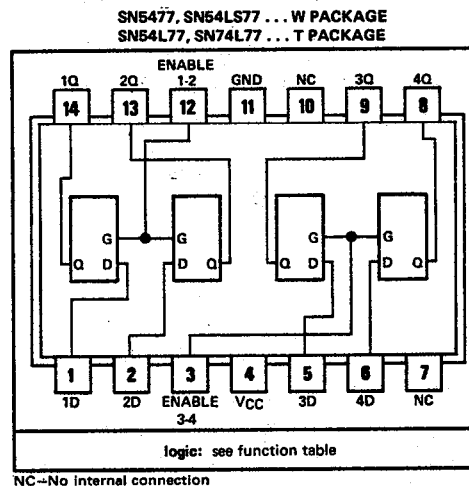 SN5477, SN54LS77 . . . W PACKAGE
SN54L77, SN74L77 . . . T PACKAGE
ENABLE
1Q 2Q 1-2 GND NC 3Q 4Q
14 13 12 11 10 9 8
G G G G
Q D D Q Q D D Q
1 2 3 4 5 6 7
1D 2D ENABLE VCC 3D 4D NC
3-4
logic: see function table
NC–No internal connection